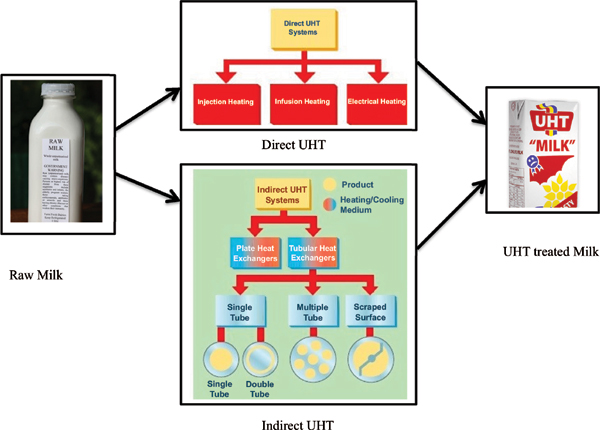 Direct UHT
Systems
Injection Heating
Infusion Heating
Electrical Heating
Direct UHT
RAW
MILK
Raw Milk
UHT
"MILK"
UHT treated Milk
Indirect UHT
Systems
Product
Heating/Cooling
Medium
Plate Heat
Exchangers
Tubular Heat
Exchangers
Single
Tube
Multiple
Tube
Scraped
Surface
Single
Tube
Double
Tube
Indirect UHT